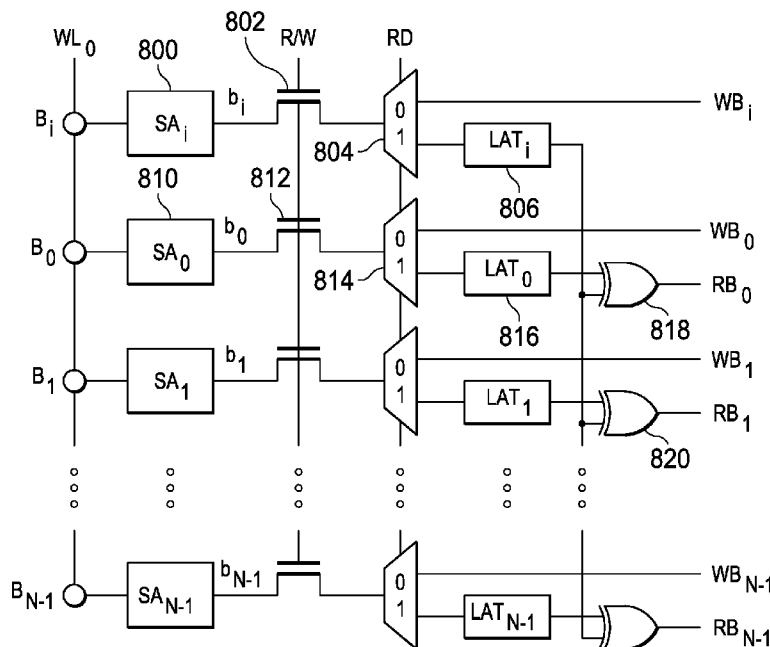 WL0 800 R/W 802 RD
Bi SAi bi 0 1 804 LATi 806 WBi
810 812
B0 SA0 b0 0 1 814 LAT0 816 WB0 RB0 818
B1 SA1 b1 0 1 LAT1 WB1 RB1 820
BN-1 SAN-1 bN-1 0 1 LATN-1 WBN-1 RBN-1